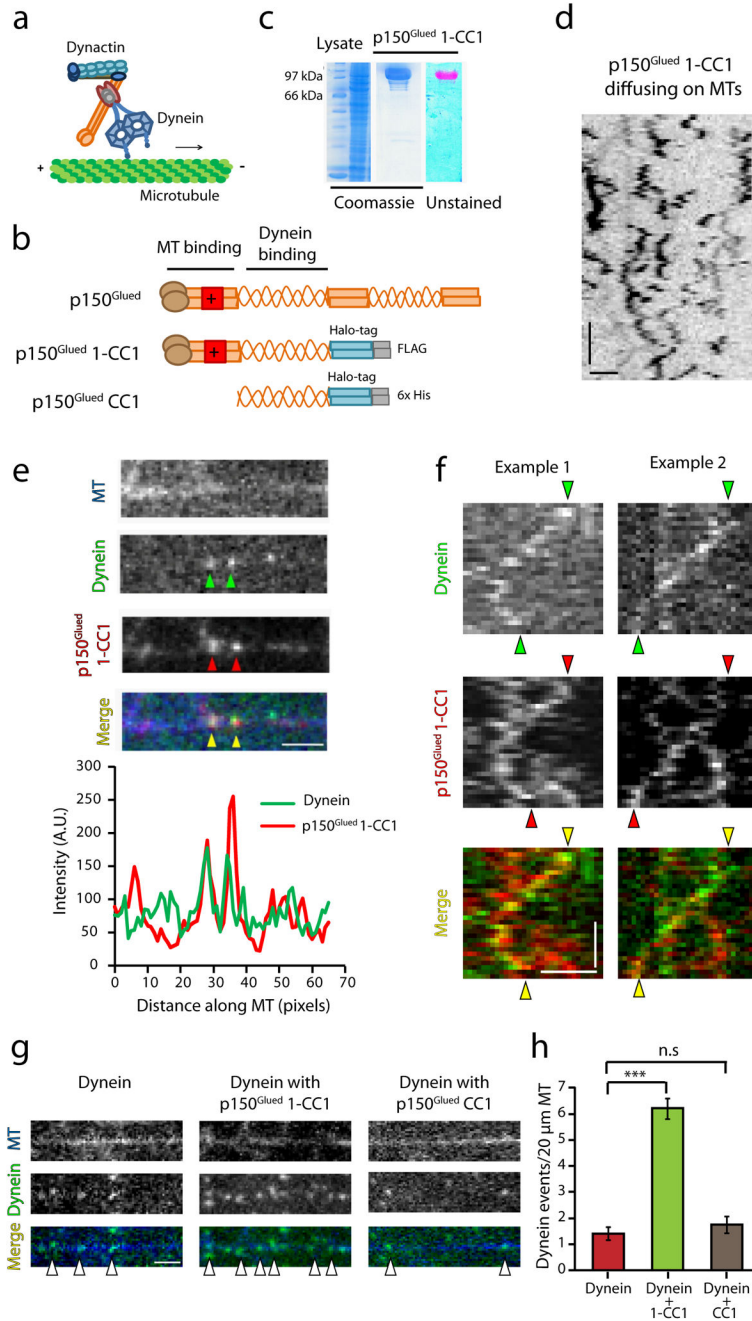 a
Dynactin
Dynein
+
-
Microtubule
b
MT binding
Dynein
binding
p150Glued
+
p150Glued 1-CC1
+
Halo-tag
FLAG
p150Glued CC1
Halo-tag
6x His
c
Lysate
p150Glued 1-CC1
97 kDa
66 kDa
Coomassie
Unstained
d
p150Glued 1-CC1
diffusing on MTs
e
MT
Dynein
p150Glued
1-CC1
Merge
Intensity (A.U.)
300
250
200
150
100
50
0
Dynein
p150Glued 1-CC1
0 10 20 30 40 50 60 70
Distance along MT (pixels)
f
Example 1
Example 2
Dynein
p150Glued 1-CC1
Merge
g
Dynein
Dynein with
p150Glued 1-CC1
Dynein with
p150Glued CC1
MT
Dynein
Merge
h
n.s
***
Dynein events/20 µm MT
7
6
5
4
3
2
1
0
Dynein
Dynein
+
1-CC1
Dynein
+
CC1